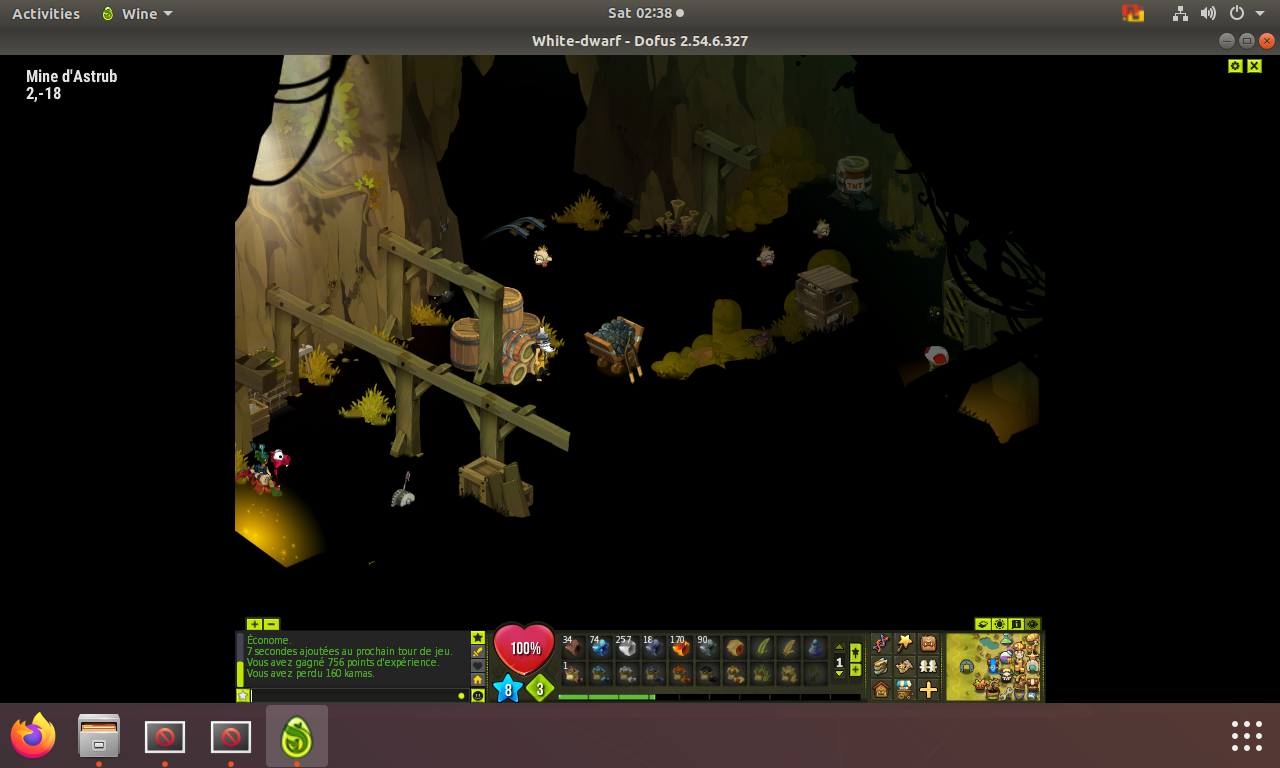 Activities Wine Sat 02:38
White-dwarf - Dofus 2.54.6.327
Mine d'Astrub
2,-18
TNT
Économe.
7 secondes ajoutées au prochain tour de jeu.
Vous avez gagné 756 points d'expérience.
Vous avez perdu 160 kamas.
100%
8 3
34 74 257 18 170 90
1
1